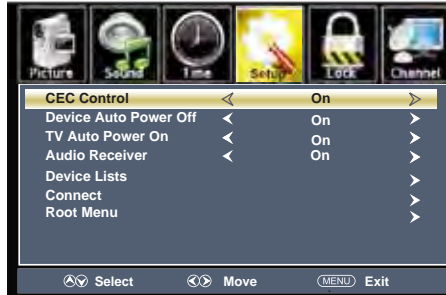 Picture Sound Time Setup Lock Channel
CEC Control On
Device Auto Power Off On
TV Auto Power On On
Audio Receiver On
Device Lists
Connect
Root Menu
Select Move MENU Exit